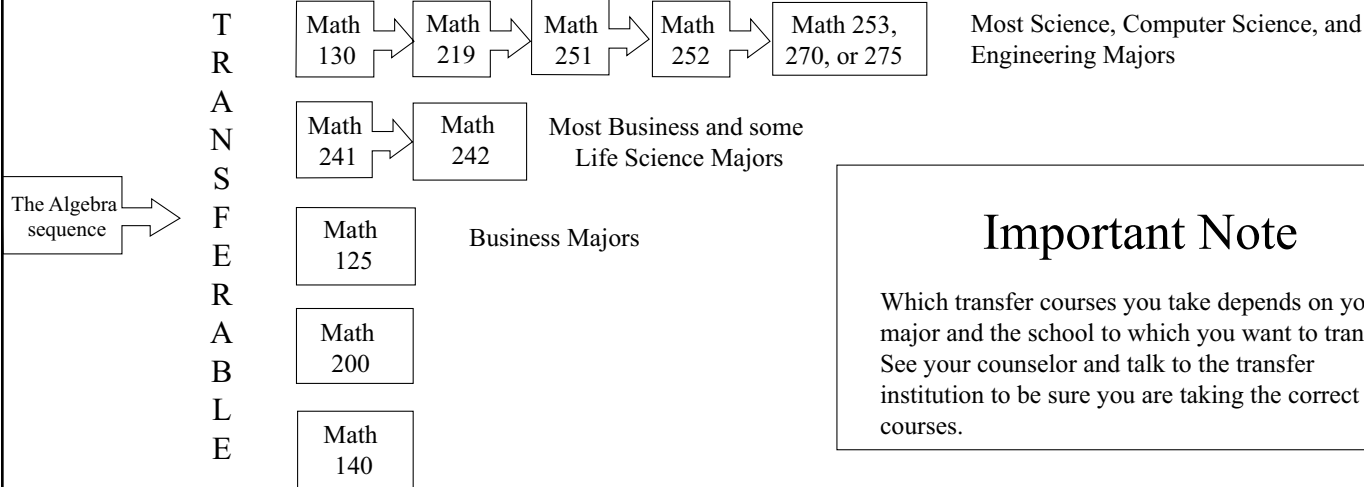 The Algebra
sequence
T
R
A
N
S
F
E
R
A
B
L
E
Math
130
Math
219
Math
251
Math
252
Math 253,
270, or 275
Most Science, Computer Science, and
Engineering Majors
Math
241
Math
242
Most Business and some
Life Science Majors
Math
125
Business Majors
Math
200
Math
140
Important Note
Which transfer courses you take depends on
major and the school to which you want to
See your counselor and talk to the transfer
institution to be sure you are taking the correct
courses.